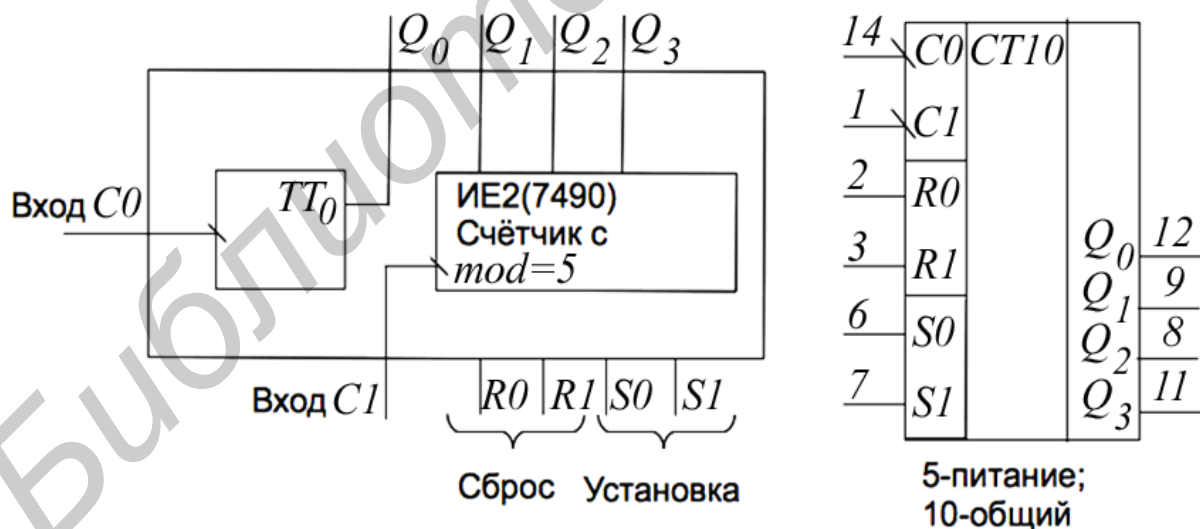 Q0 Q1 Q2 Q3
Вход C0
TT0
ИЕ2(7490)
Счётчик с
mod=5
Вход C1
R0 R1 S0 S1
Сброс Установка
14 C0 CT10
1 C1
2 R0
3 R1
6 S0
7 S1
Q0 12
Q1 9
Q2 8
Q3 11
5-питание;
10-общий